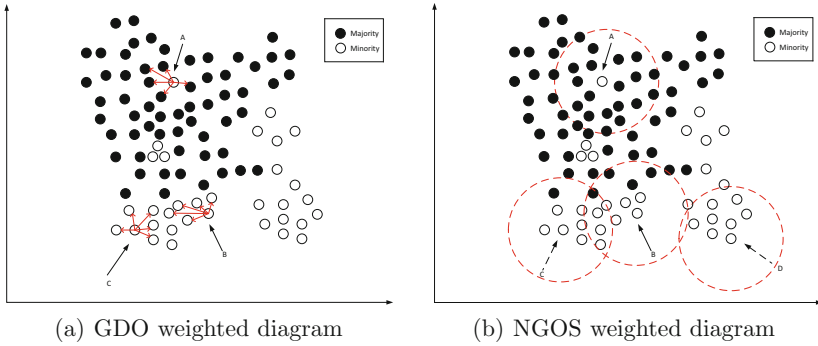 A
Majority
Minority
B
C
(a) GDO weighted diagram
A
Majority
Minority
B
C
D
(b) NGOS weighted diagram